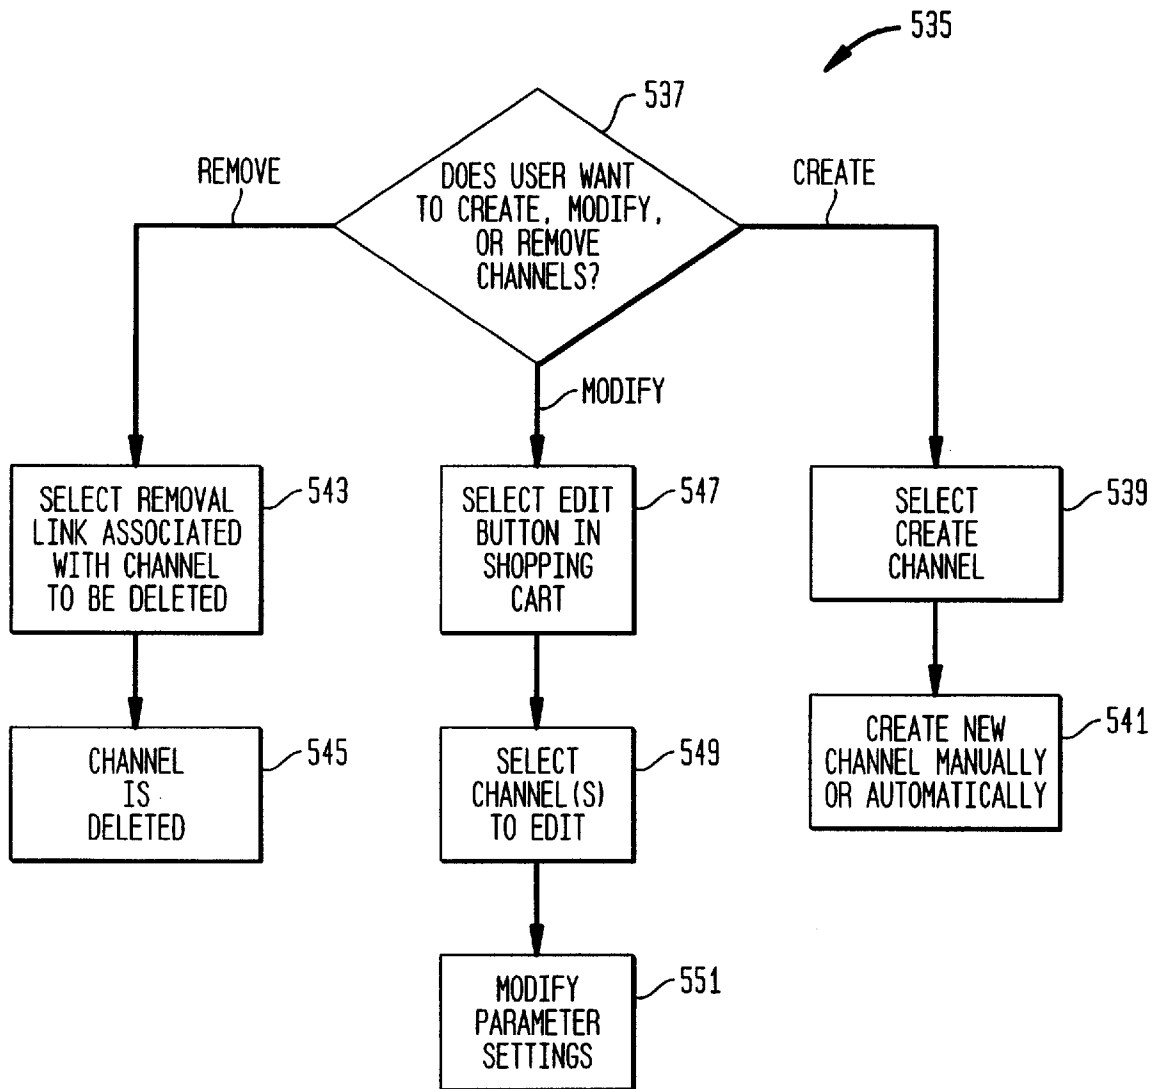 535
537
DOES USER WANT
TO CREATE, MODIFY,
OR REMOVE
CHANNELS?
REMOVE
CREATE
MODIFY
SELECT REMOVAL
LINK ASSOCIATED
WITH CHANNEL
TO BE DELETED
543
SELECT EDIT
BUTTON IN
SHOPPING
CART
547
SELECT
CREATE
CHANNEL
539
CHANNEL
IS
DELETED
545
SELECT
CHANNEL(S)
TO EDIT
549
CREATE NEW
CHANNEL MANUALLY
OR AUTOMATICALLY
541
MODIFY
PARAMETER
SETTINGS
551